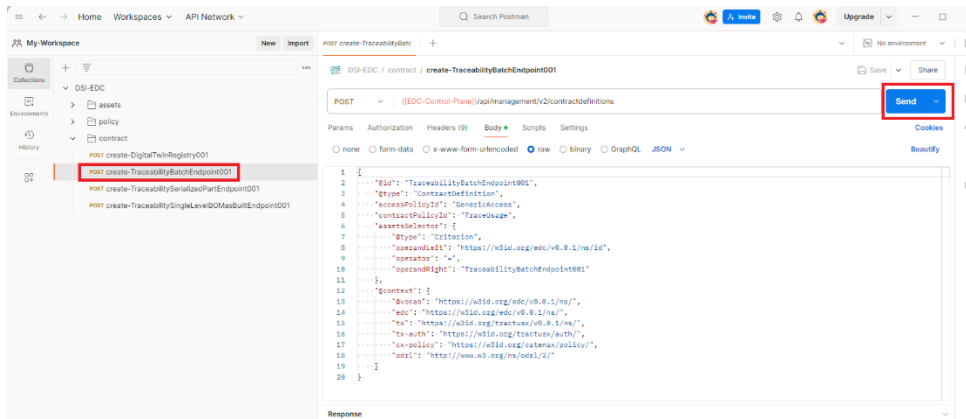 Home Workspaces API Network Search Postman Invite Upgrade
My-Workspace New Import POST create-TraceabilityBatc No environment
Collections
Environments
History
DSI-EDC
assets
policy
contract
POST create-DigitalTwinRegistry001
POST create-TraceabilityBatchEndpoint001
POST create-TraceabilitySerializedPartEndpoint001
POST create-TraceabilitySingleLevelBOMasBuiltEndpoint001
DSI-EDC / contract / create-TraceabilityBatchEndpoint001 Save Share
POST {{EDC-Control-Plane}}/api/management/v2/contractdefinitions Send
Params Authorization Headers (9) Body Scripts Settings Cookies
none form-data x-www-form-urlencoded raw binary GraphQL JSON Beautify
1 {
2 "@id": "TraceabilityBatchEndpoint001",
3 "@type": "ContractDefinition",
4 "accessPolicyId": "GenericAccess",
5 "contractPolicyId": "TraceUsage",
6 "assetsSelector": {
7 "@type": "Criterion",
8 "operandLeft": "https://w3id.org/edc/v0.0.1/ns/id",
9 "operator": "=",
10 "operandRight": "TraceabilityBatchEndpoint001"
11 },
12 "@context": {
13 "@vocab": "https://w3id.org/edc/v0.0.1/ns/",
14 "edc": "https://w3id.org/edc/v0.0.1/ns/",
15 "tx": "https://w3id.org/tractusx/v0.0.1/ns/",
16 "tx-auth": "https://w3id.org/tractusx/auth/",
17 "cx-policy": "https://w3id.org/catenax/policy/",
18 "odrl": "http://www.w3.org/ns/odrl/2/"
19 }
20 }
Response